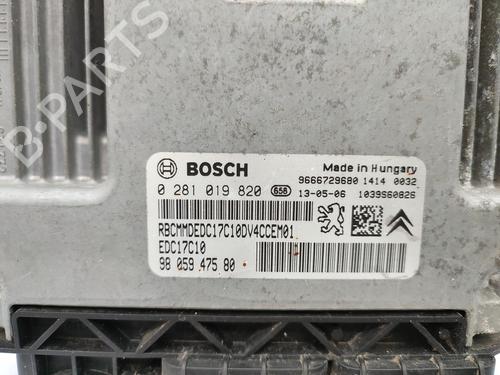 B-PARTS
BOSCH
Made in Hungary
0 281 019 820 658
9666729680 1414 0032
13-05-06 1039S60826
RBCMMDEDC17C10DV4CCEM01
EDC17C10
98 059 475 80